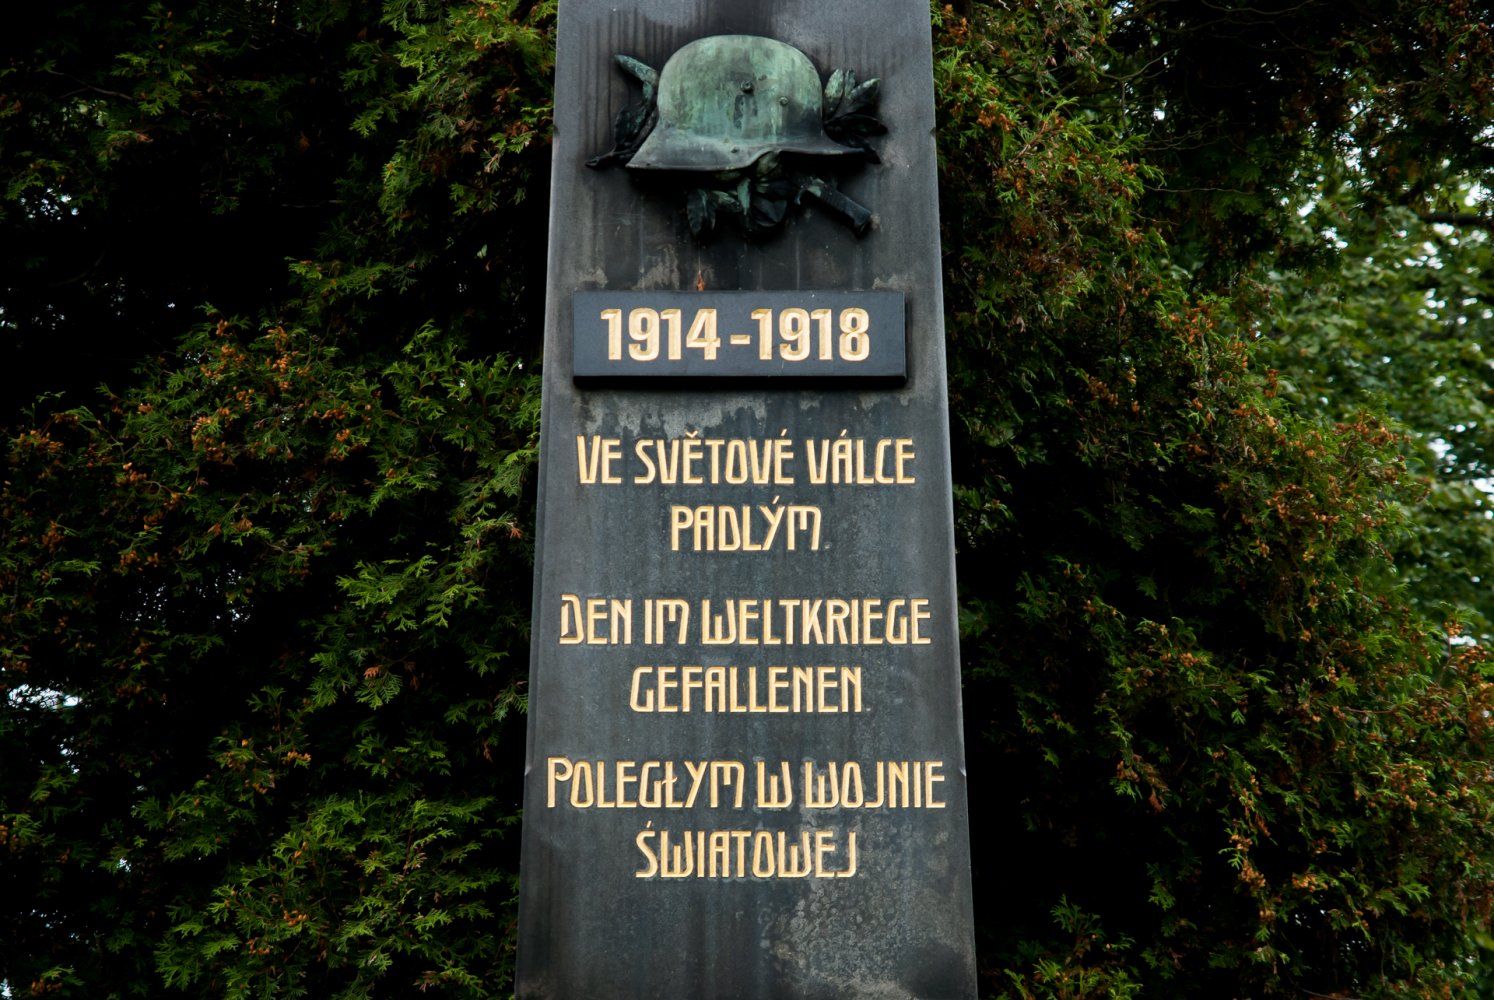 1914-1918
VE SVĚTOVÉ VÁLCE
PADLÝM
DEN IM WELTKRIEGE
GEFALLENEN
POLEGŁYM W WOJNIE
ŚWIATOWEJ